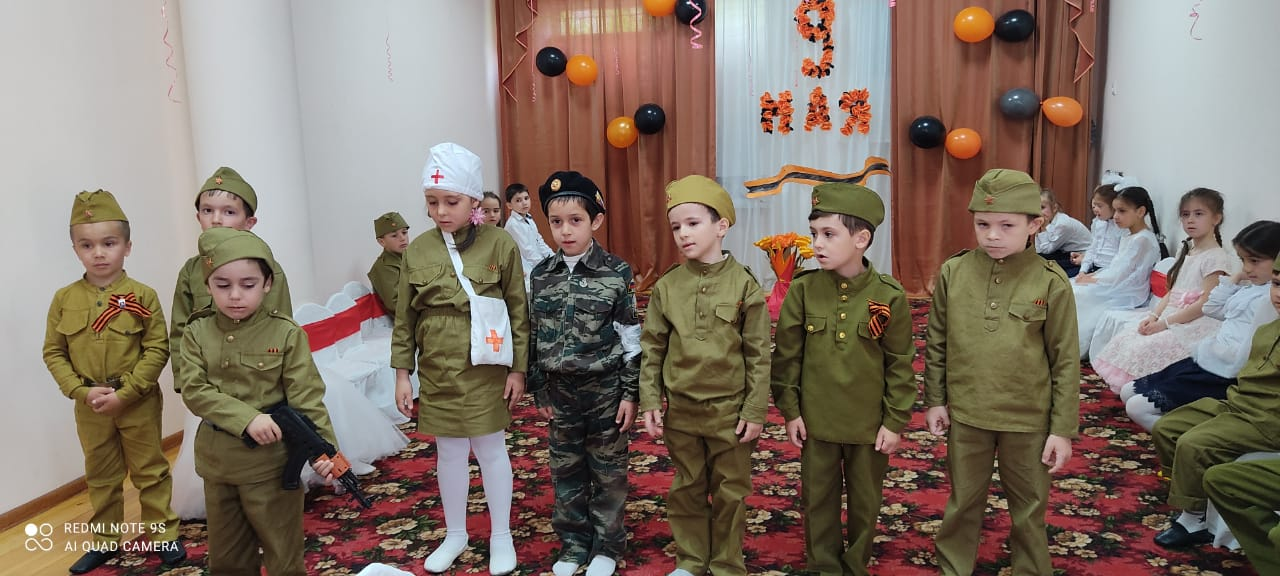 9
МАЯ
REDMI NOTE 9S
AI QUAD CAMERA